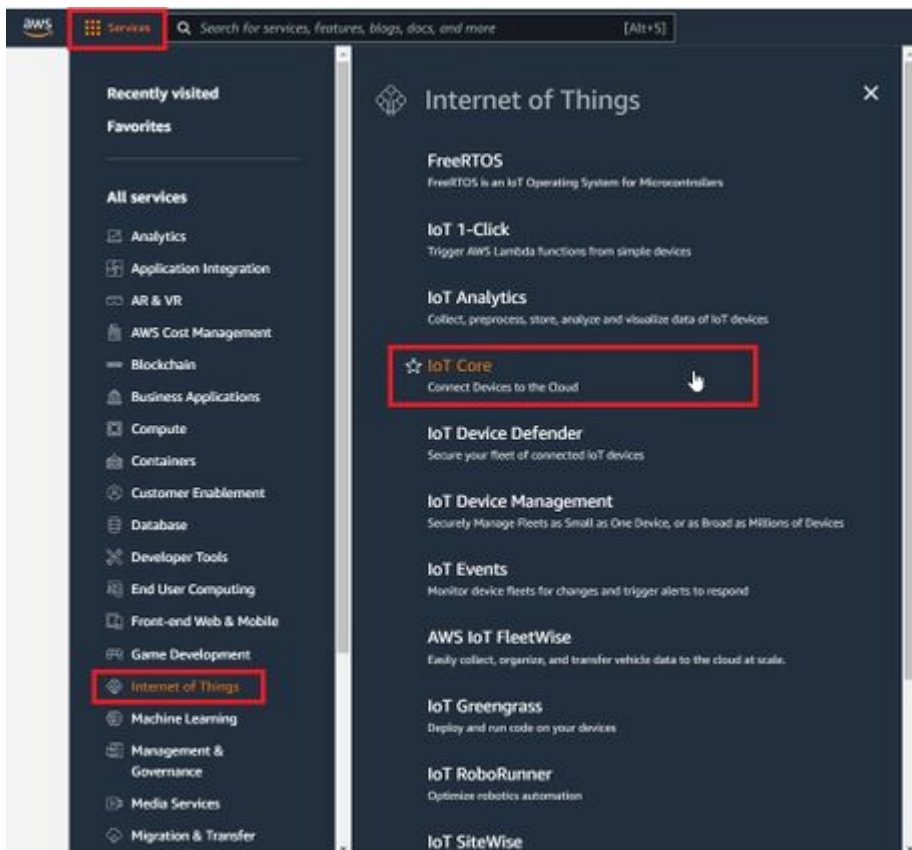 aws Services Search for services, features, blogs, docs, and more [Alt+S]
Recently visited
Favorites
All services
Analytics
Application Integration
AR & VR
AWS Cost Management
Blockchain
Business Applications
Compute
Containers
Customer Enablement
Database
Developer Tools
End User Computing
Front-end Web & Mobile
Game Development
Internet of Things
Machine Learning
Management &
Governance
Media Services
Migration & Transfer
Internet of Things
FreeRTOS
FreeRTOS is an IoT Operating System for Microcontrollers
IoT 1-Click
Trigger AWS Lambda functions from simple devices
IoT Analytics
Collect, preprocess, store, analyze and visualize data of IoT devices
IoT Core
Connect Devices to the Cloud
IoT Device Defender
Secure your fleet of connected IoT devices
IoT Device Management
Securely Manage Fleets as Small as One Device, or as Broad as Millions of Devices
IoT Events
Monitor device fleets for changes and trigger alerts to respond
AWS IoT FleetWise
Easily collect, organize, and transfer vehicle data to the cloud at scale.
IoT Greengrass
Deploy and run code on your devices
IoT RoboRunner
Optimize robotics automation
IoT SiteWise